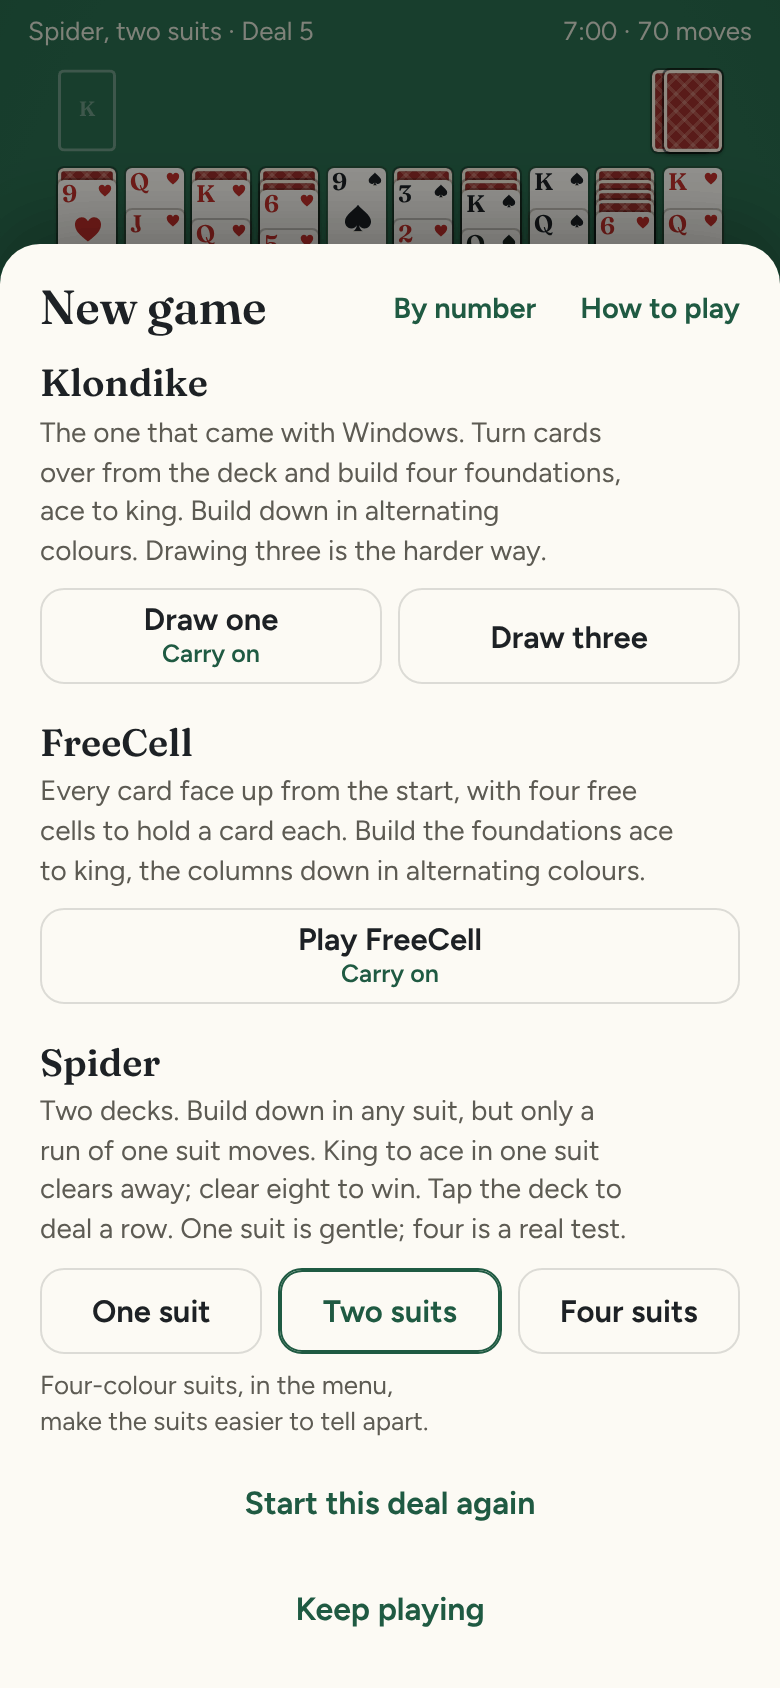 Spider, two suits · Deal 5
7:00 · 70 moves
K
9 Q K 6 9 3 K K 6 K
J Q 5 2 Q Q Q
New game
By number
How to play
Klondike
The one that came with Windows. Turn cards
over from the deck and build four foundations,
ace to king. Build down in alternating
colours. Drawing three is the harder way.
Draw one
Carry on
Draw three
FreeCell
Every card face up from the start, with four free
cells to hold a card each. Build the foundations ace
to king, the columns down in alternating colours.
Play FreeCell
Carry on
Spider
Two decks. Build down in any suit, but only a
run of one suit moves. King to ace in one suit
clears away; clear eight to win. Tap the deck to
deal a row. One suit is gentle; four is a real test.
One suit
Two suits
Four suits
Four-colour suits, in the menu,
make the suits easier to tell apart.
Start this deal again
Keep playing